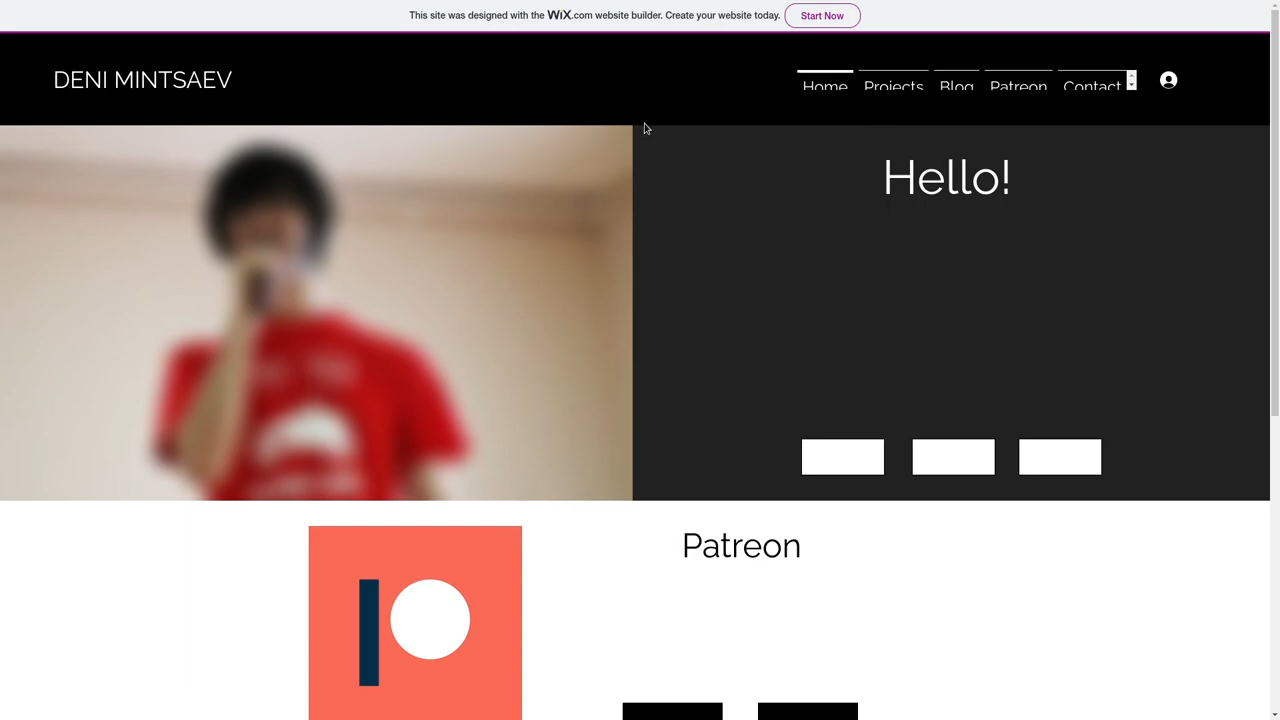 This site was designed with the WiX.com website builder. Create your website today.
Start Now
DENI MINTSAEV
Home
Projects
Blog
Patreon
Contact
Hello!
Patreon